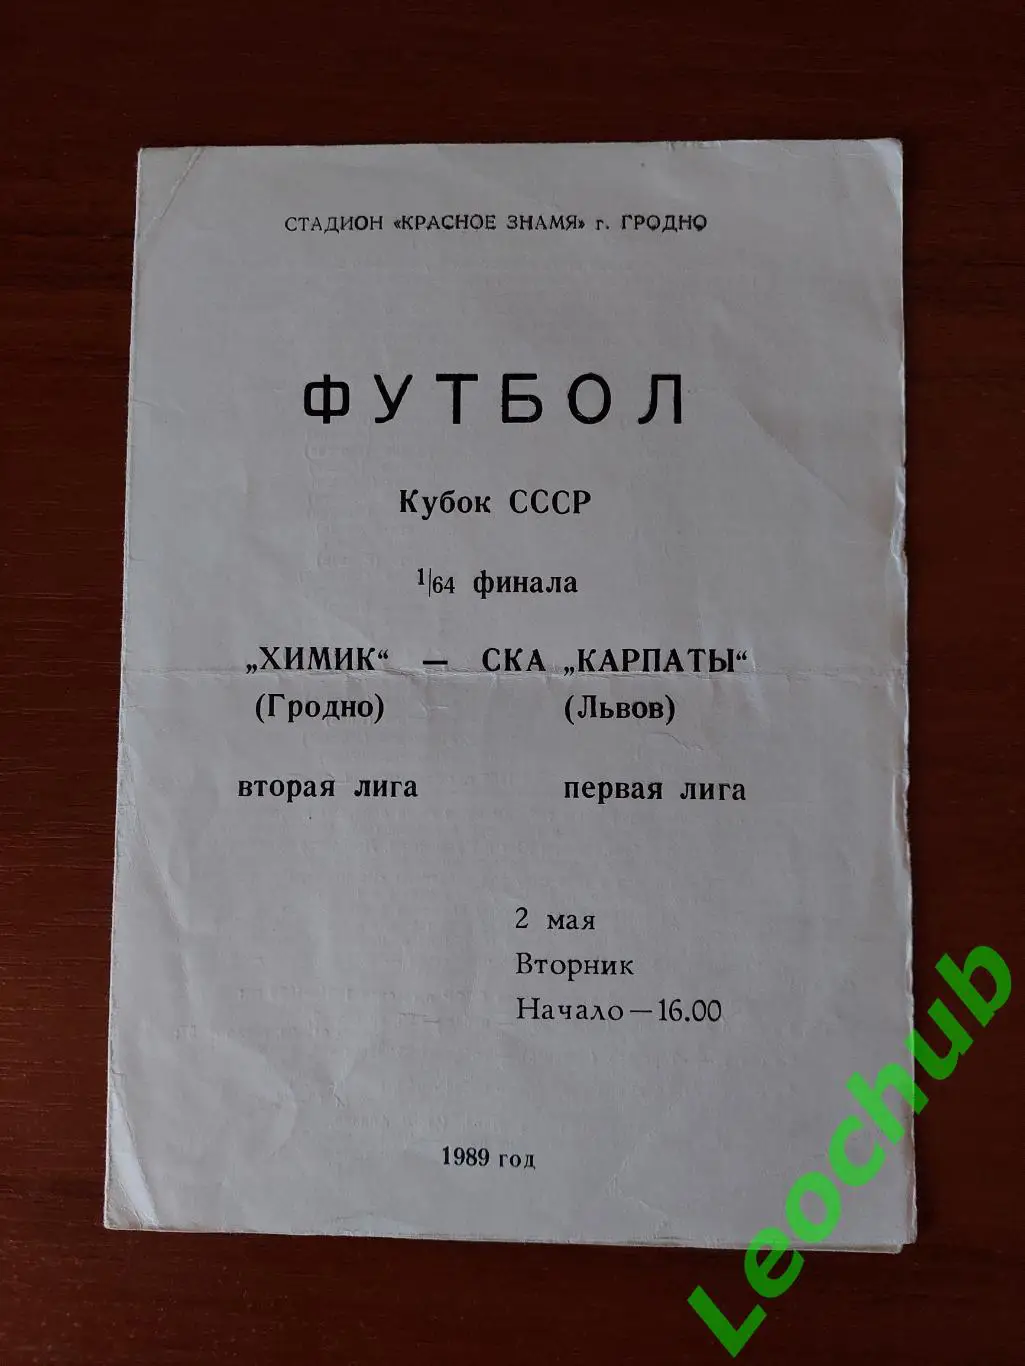 СТАДИОН «КРАСНОЕ ЗНАМЯ» г. ГРОДНО
ФУТБОЛ
Кубок СССР
1/64 финала
„ХИМИК“ — СКА „КАРПАТЫ“
(Гродно) (Львов)
вторая лига первая лига
2 мая
Вторник
Начало—16.00
1989 год
Leochub